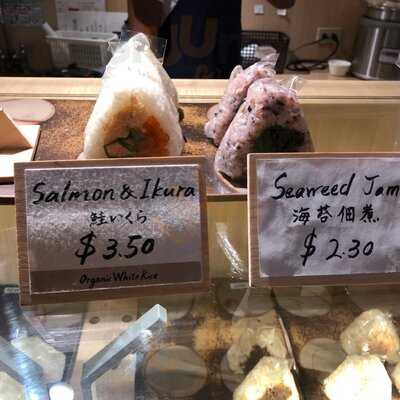 Salmon & Ikura
鮭いくら
$3.50
Organic White Rice
Seaweed Jam
海苔佃煮
$2.30